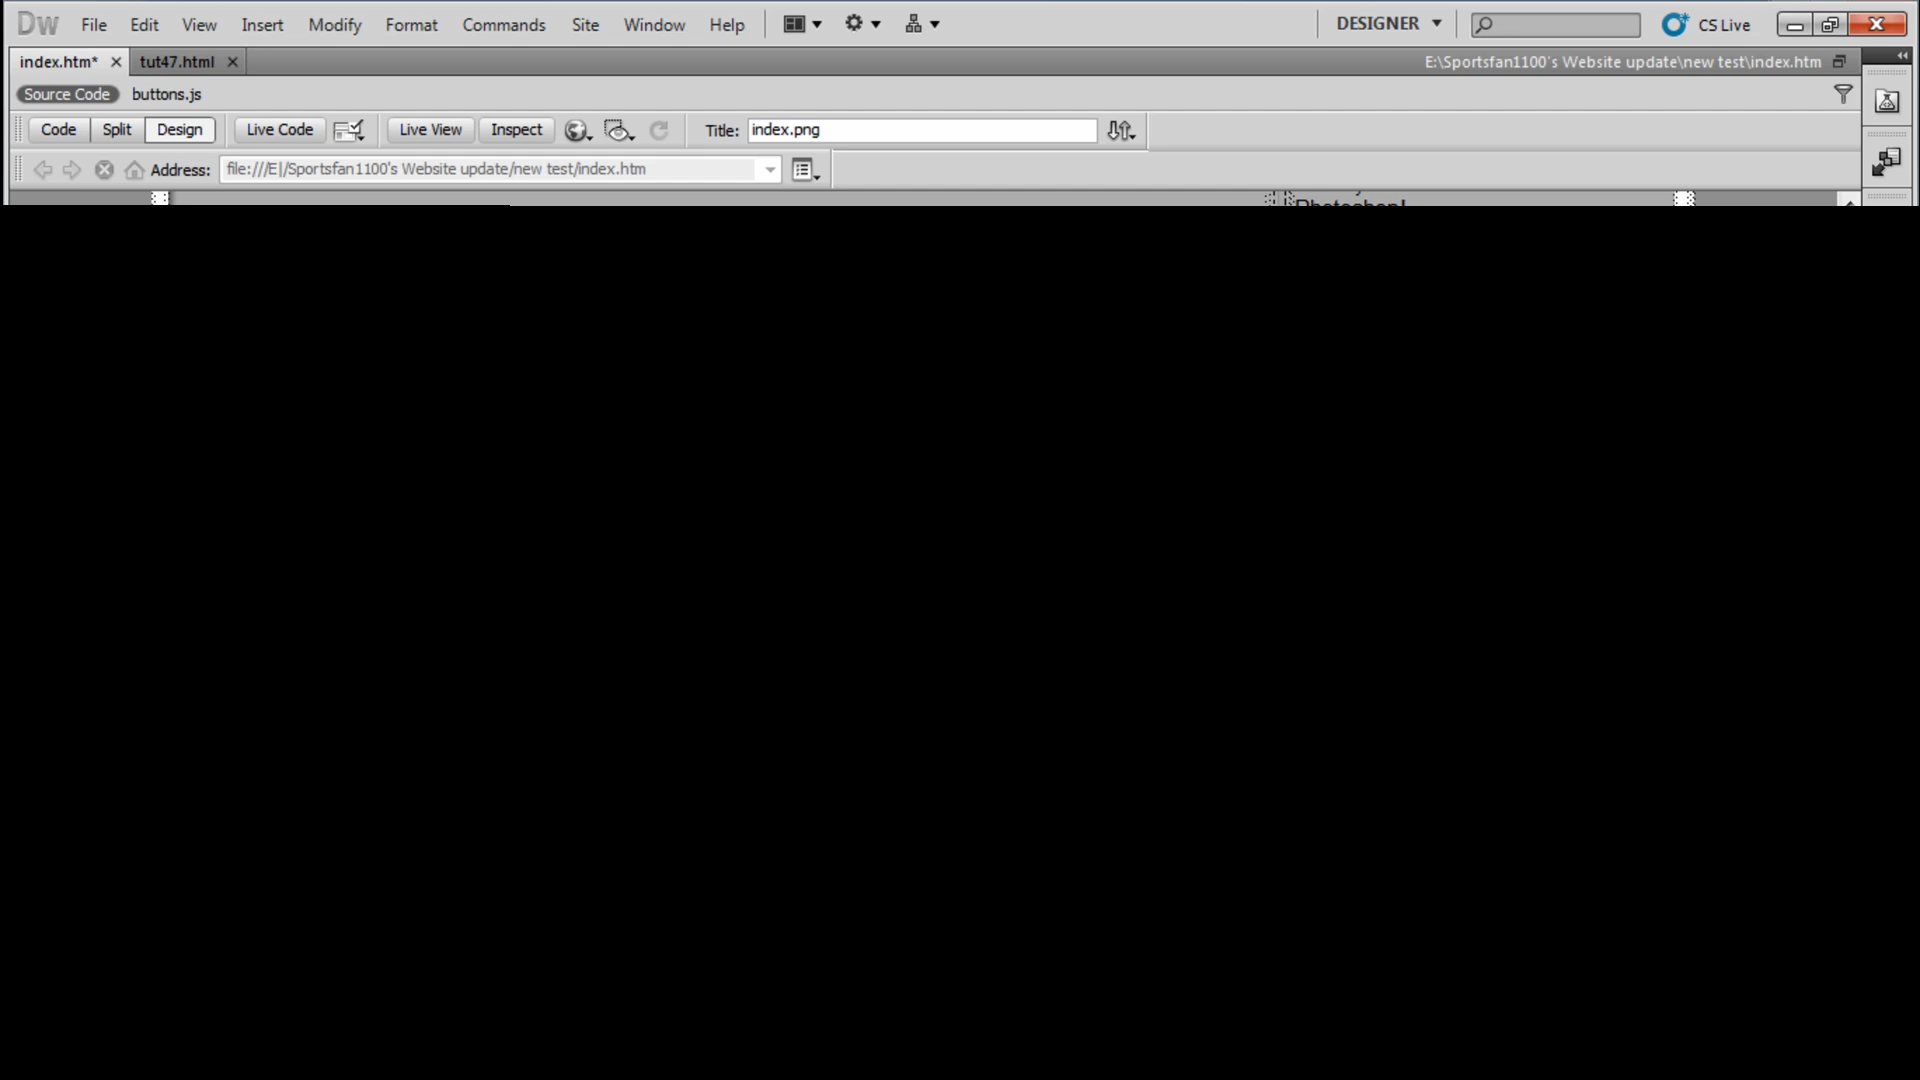 Dw File Edit View Insert Modify Format Commands Site Window Help DESIGNER CS Live
index.htm* tut47.html E:\Sportsfan1100's Website update\new test\index.htm
Source Code buttons.js
Code Split Design Live Code Live View Inspect Title: index.png
Address: file:///E|/Sportsfan1100's Website update/new test/index.htm
Photoshop!